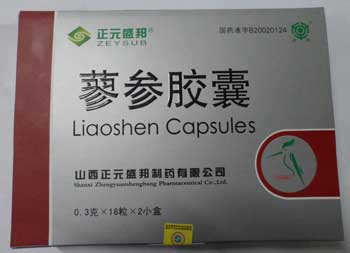 正元盛邦®
ZEYSUB
国药准字B20020124
蓼参胶囊
Liaoshen Capsules
山西正元盛邦制药有限公司
Shanxi Zhengyuanshengbang Pharmaceutical Co.,Ltd.
0.3克×18粒×2小盒